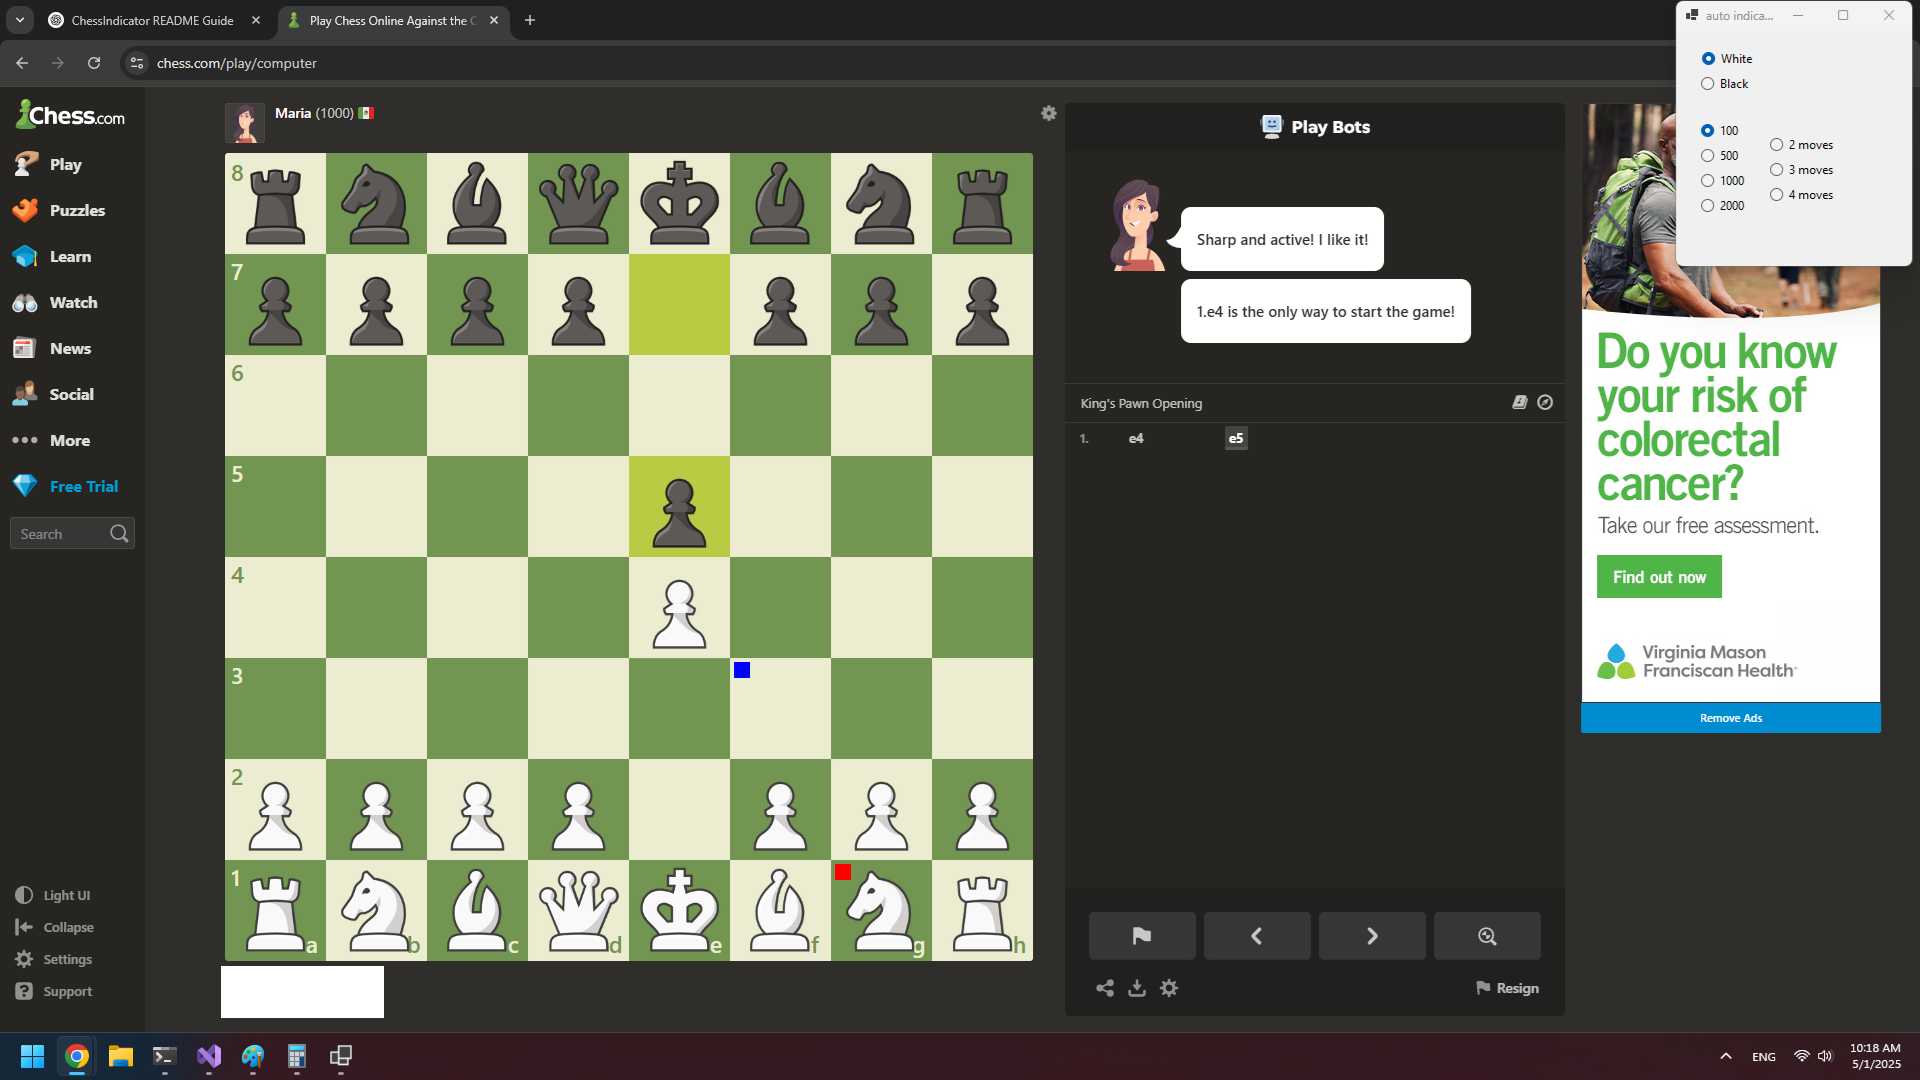 ChessIndicator README Guide
Play Chess Online Against the C
auto indica...
chess.com/play/computer
White
Black
100
500
1000
2000
2 moves
3 moves
4 moves
Chess.com
Play
Puzzles
Learn
Watch
News
Social
More
Free Trial
Search
Light UI
Collapse
Settings
Support
Maria (1000)
8
7
6
5
4
3
2
1
a
b
c
d
e
f
g
h
Play Bots
Sharp and active! I like it!
1.e4 is the only way to start the game!
King's Pawn Opening
1. e4 e5
Resign
Do you know
your risk of
colorectal
cancer?
Take our free assessment.
Find out now
Virginia Mason
Franciscan Health
Remove Ads
ENG
10:18 AM
5/1/2025